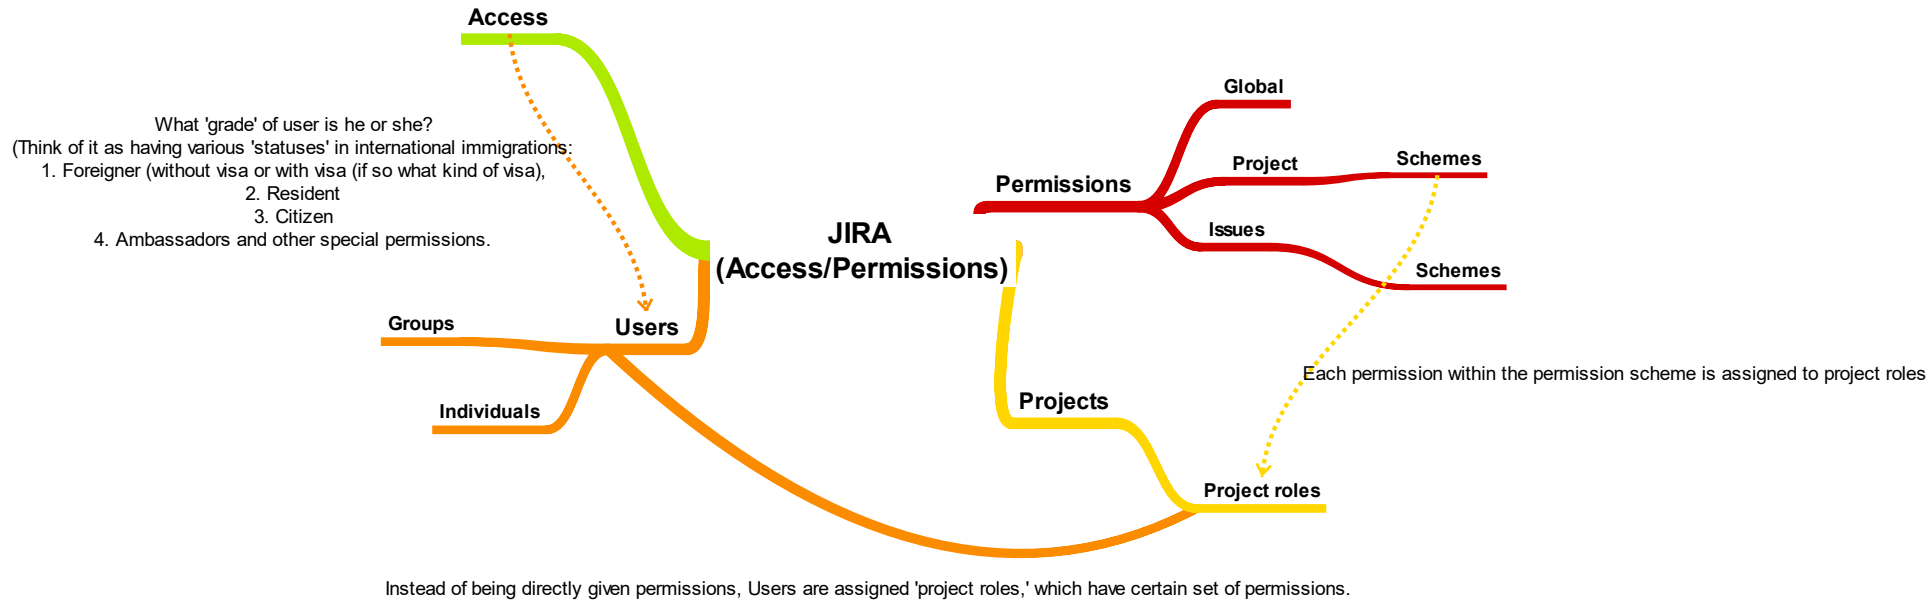 Access
What 'grade' of user is he or she?
(Think of it as having various 'statuses' in international immigrations:
1. Foreigner (without visa or with visa (if so what kind of visa),
2. Resident
3. Citizen
4. Ambassadors and other special permissions.
Groups
Users
Individuals
JIRA
(Access/Permissions)
Permissions
Global
Project
Schemes
Issues
Schemes
Each permission within the permission scheme is assigned to project roles
Projects
Project roles
Instead of being directly given permissions, Users are assigned 'project roles,' which have certain set of permissions.